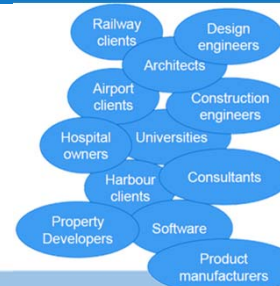 Railway
clients
Design
engineers
Architects
Airport
clients
Construction
engineers
Hospital
owners
Universities
Harbour
clients
Consultants
Property
Developers
Software
Product
manufacturers